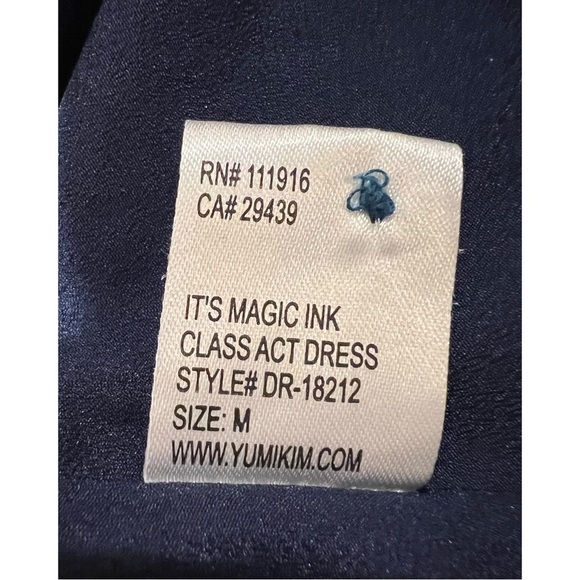 RN# 111916
CA# 29439
IT'S MAGIC INK
CLASS ACT DRESS
STYLE# DR-18212
SIZE: M
WWW.YUMIKIM.COM